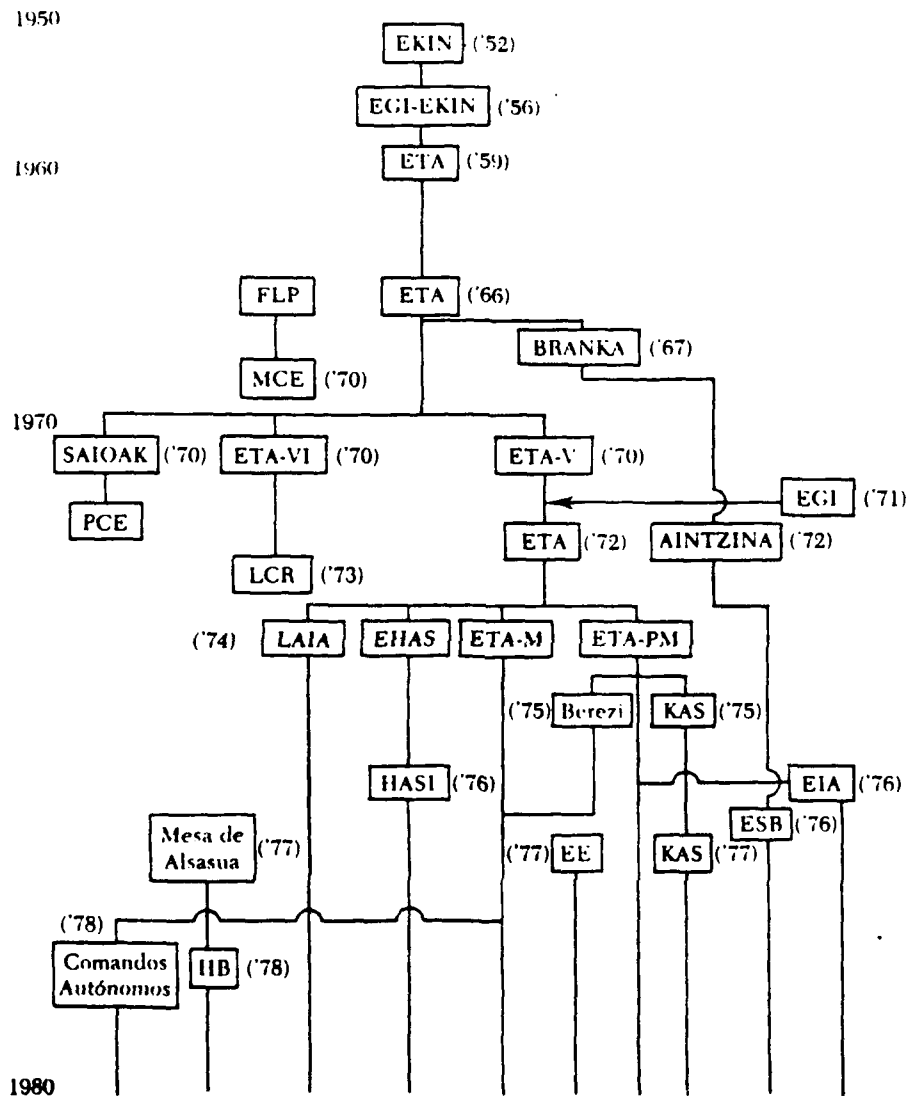 1950
EKIN ('52)
EGI-EKIN ('56)
ETA ('59)
1960
FLP
ETA ('66)
BRANKA ('67)
MCE ('70)
1970
SAIOAK ('70) ETA-VI ('70) ETA-V ('70)
EGI ('71)
PCE
ETA ('72) AINTZINA ('72)
LCR ('73)
('74) LAIA EHAS ETA-M ETA-PM
('75) Berezi KAS ('75)
HASI ('76) EIA ('76)
ESB ('76)
Mesa de
Alsasua ('77)
('77) EE KAS ('77)
('78)
Comandos
Autónomos
HB ('78)
1980